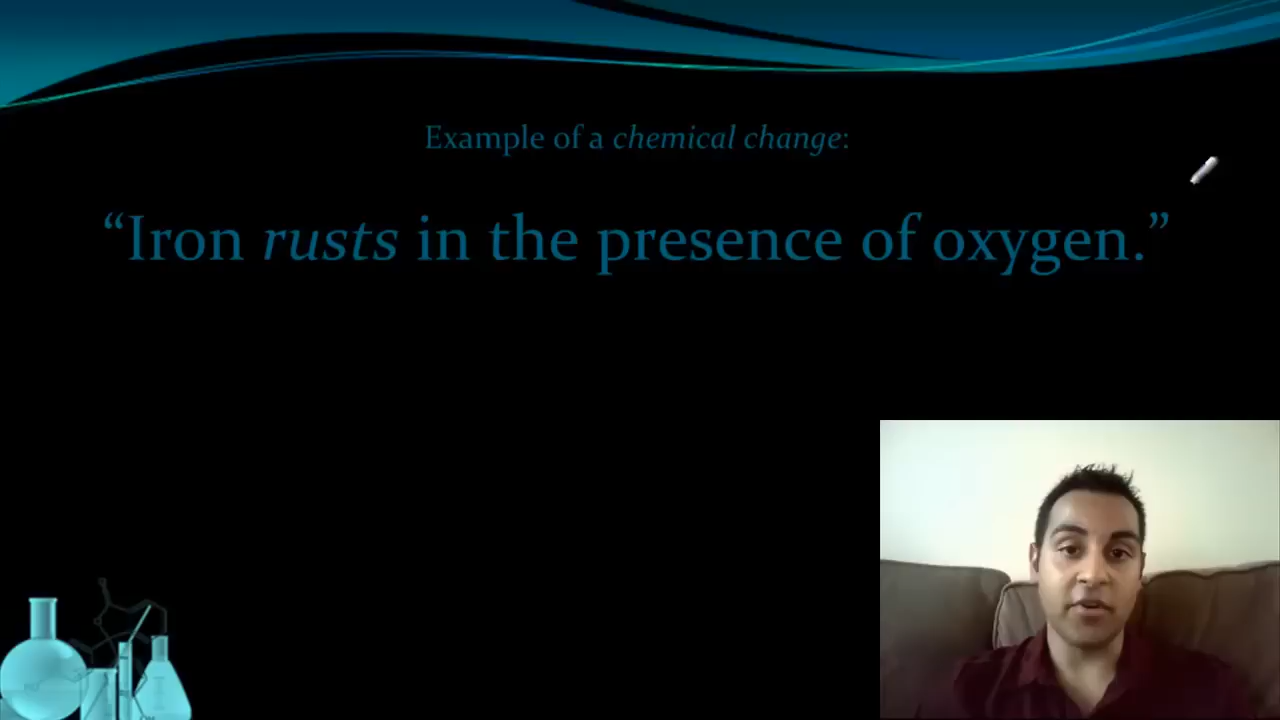 Example of a chemical change:
“Iron rusts in the presence of oxygen.”